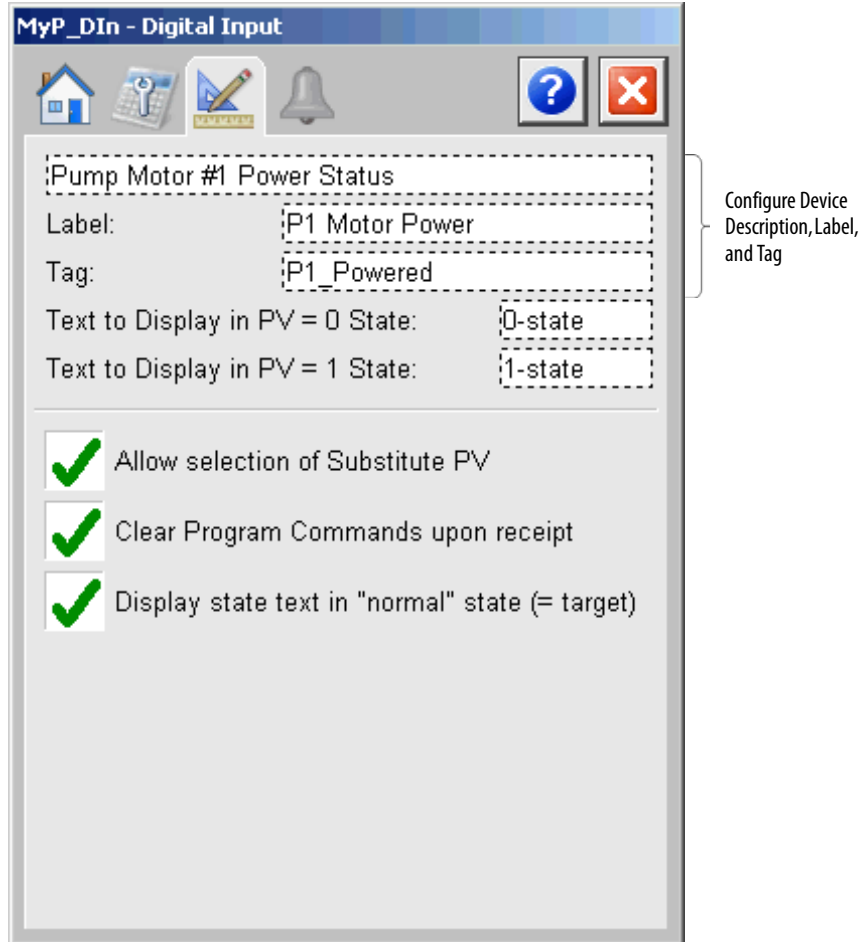 MyP_DIn - Digital Input
?
Pump Motor #1 Power Status
Label: P1 Motor Power
Tag: P1_Powered
Text to Display in PV = 0 State: 0-state
Text to Display in PV = 1 State: 1-state
Allow selection of Substitute PV
Clear Program Commands upon receipt
Display state text in "normal" state (= target)
Configure Device
Description, Label,
and Tag